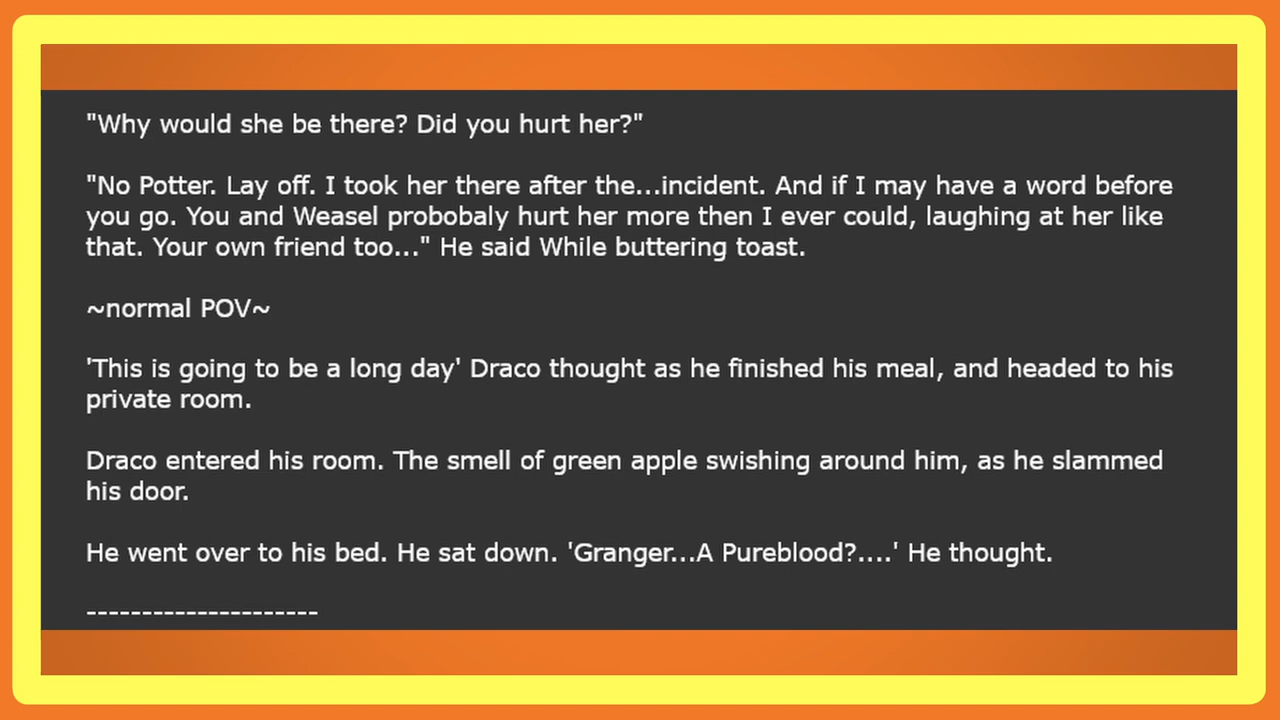 "Why would she be there? Did you hurt her?"
"No Potter. Lay off. I took her there after the...incident. And if I may have a word before
you go. You and Weasel probobaly hurt her more then I ever could, laughing at her like
that. Your own friend too..." He said While buttering toast.
~normal POV~
'This is going to be a long day' Draco thought as he finished his meal, and headed to his
private room.
Draco entered his room. The smell of green apple swishing around him, as he slammed
his door.
He went over to his bed. He sat down. 'Granger...A Pureblood?....' He thought.
---------------------